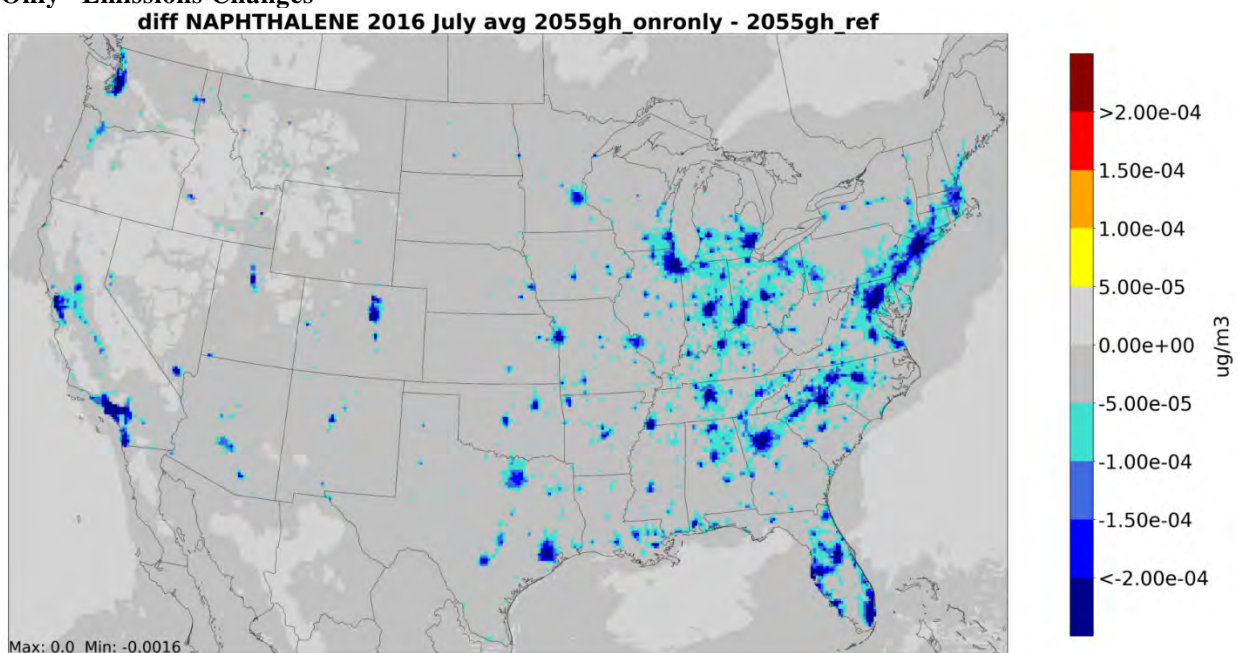 Only" Emissions Changes
diff NAPHTHALENE 2016 July avg 2055gh_onronly - 2055gh_ref
>2.00e-04
1.50e-04
1.00e-04
5.00e-05
0.00e+00
-5.00e-05
-1.00e-04
-1.50e-04
<-2.00e-04
ug/m3
Max: 0.0 Min: -0.0016